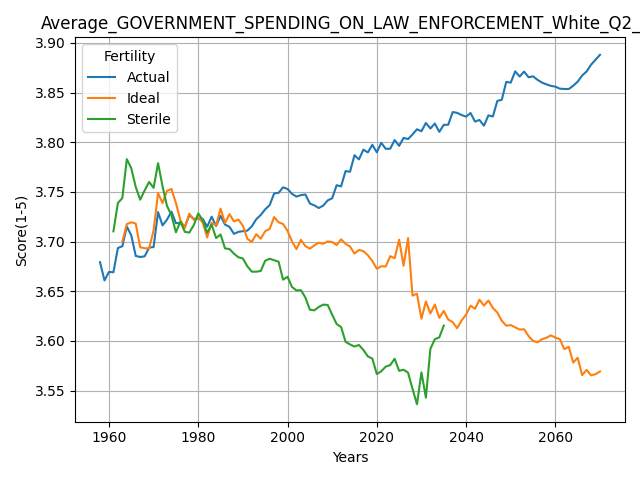 Average_GOVERNMENT_SPENDING_ON_LAW_ENFORCEMENT_White_Q2_
Fertility
Actual
Ideal
Sterile
Score(1-5)
3.90
3.85
3.80
3.75
3.70
3.65
3.60
3.55
1960 1980 2000 2020 2040 2060
Years